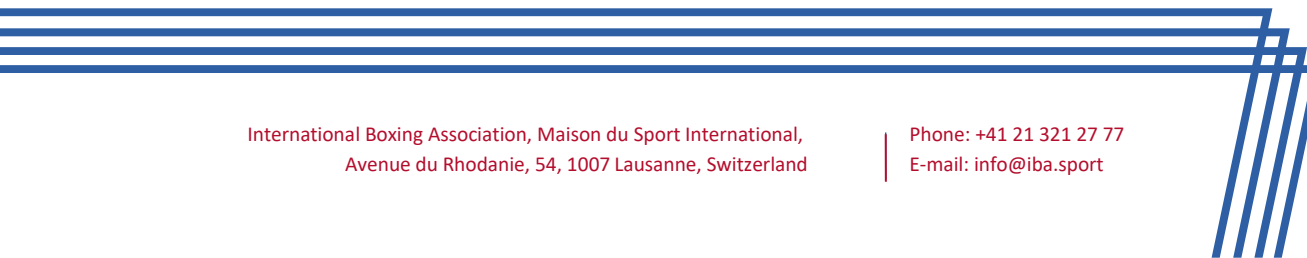 International Boxing Association, Maison du Sport International,
Avenue du Rhodanie, 54, 1007 Lausanne, Switzerland
Phone: +41 21 321 27 77
E-mail: info@iba.sport